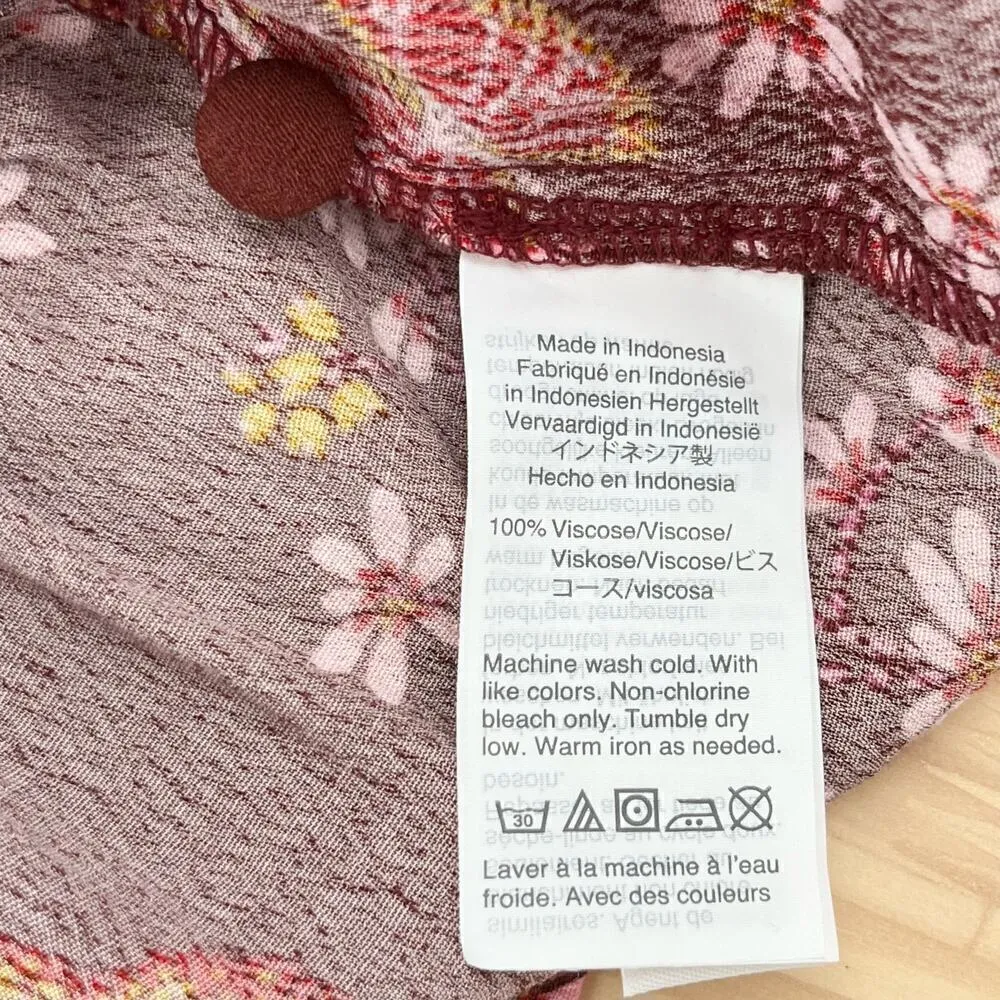 Made in Indonesia
Fabriqué en Indonésie
in Indonesien Hergestellt
Vervaardigd in Indonesië
インドネシア製
Hecho en Indonesia
100% Viscose/Viscose/
Viskose/Viscose/ビス
コース/viscosa
Machine wash cold. With
like colors. Non-chlorine
bleach only. Tumble dry
low. Warm iron as needed.
30
Laver à la machine à l'eau
froide. Avec des couleurs